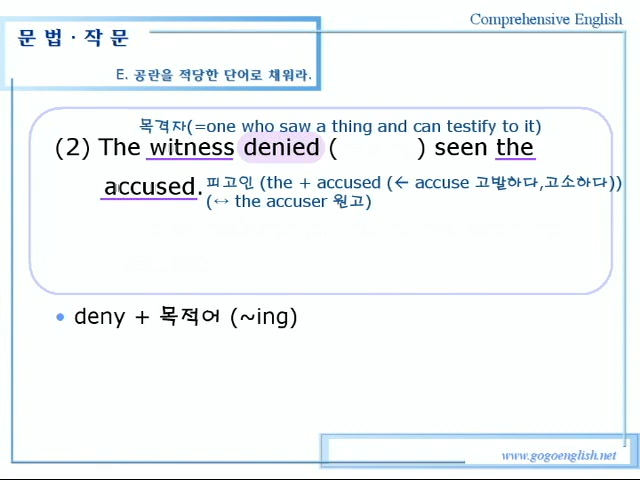 Comprehensive English
문 법 · 작 문
E. 공란을 적당한 단어로 채워라.
목격자(=one who saw a thing and can testify to it)
(2) The witness denied ( ) seen the
accused. 피고인 (the + accused (← accuse 고발하다,고소하다))
(↔ the accuser 원고)
• deny + 목적어 (~ing)
www.gogoenglish.net